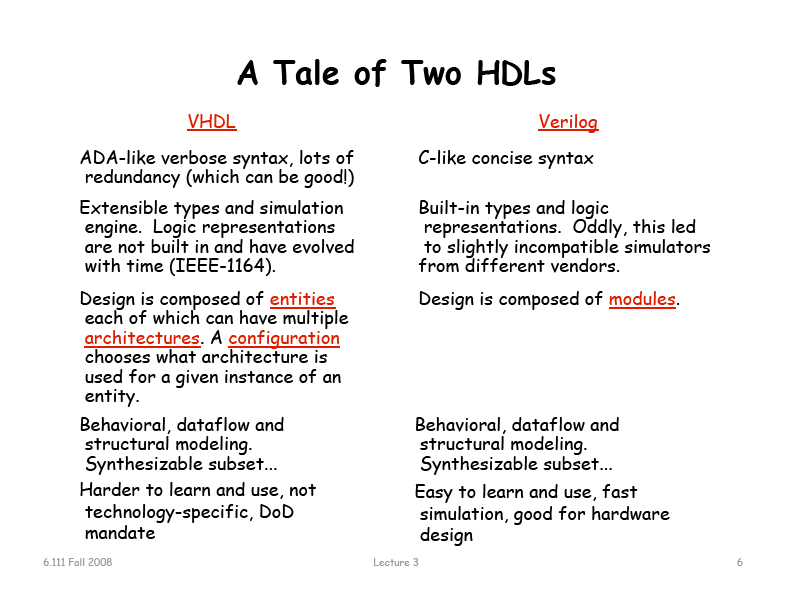 A Tale of Two HDLs
VHDL
ADA-like verbose syntax, lots of
redundancy (which can be good!)
Extensible types and simulation
engine. Logic representations
are not built in and have evolved
with time (IEEE-1164).
Design is composed of entities
each of which can have multiple
architectures. A configuration
chooses what architecture is
used for a given instance of an
entity.
Behavioral, dataflow and
structural modeling.
Synthesizable subset...
Harder to learn and use, not
technology-specific, DoD
mandate
Verilog
C-like concise syntax
Built-in types and logic
representations. Oddly, this led
to slightly incompatible simulators
from different vendors.
Design is composed of modules.
Behavioral, dataflow and
structural modeling.
Synthesizable subset...
Easy to learn and use, fast
simulation, good for hardware
design
6.111 Fall 2008
Lecture 3
6